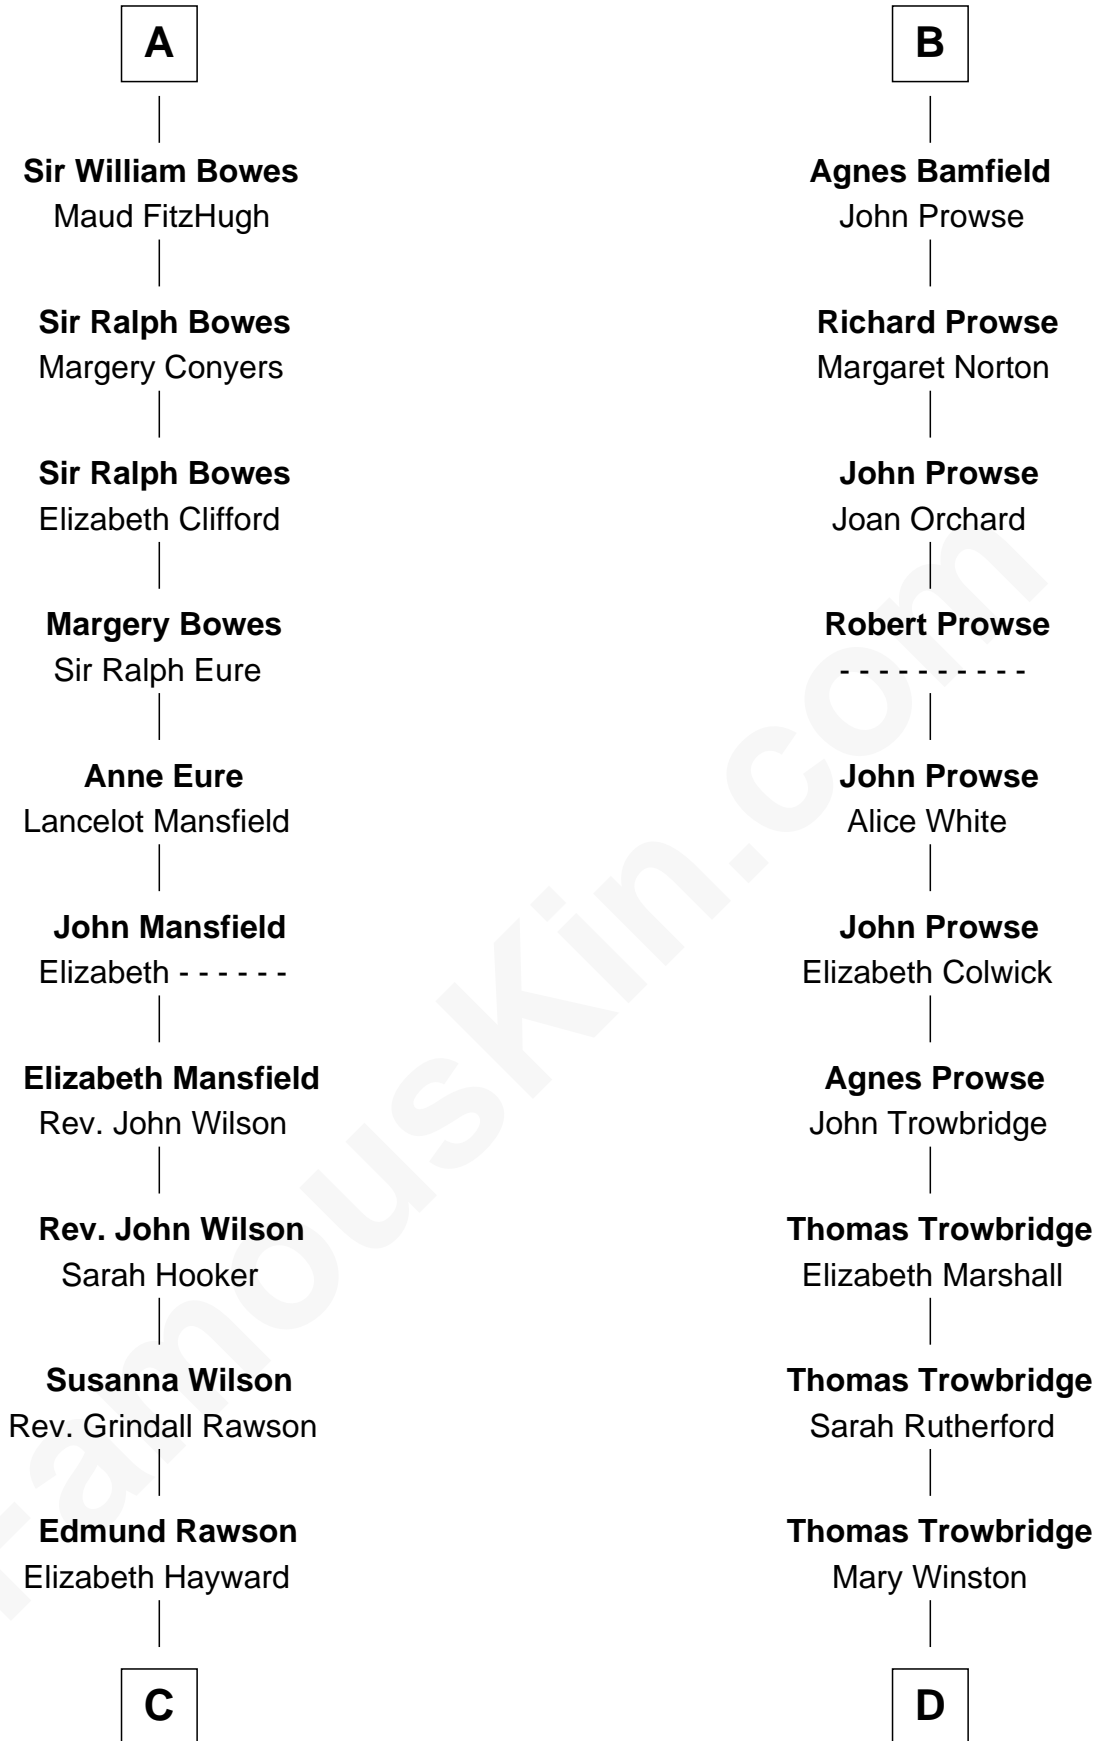 A
Sir William Bowes
Maud FitzHugh
Sir Ralph Bowes
Margery Conyers
Sir Ralph Bowes
Elizabeth Clifford
Margery Bowes
Sir Ralph Eure
Anne Eure
Lancelot Mansfield
John Mansfield
Elizabeth - - - - - -
Elizabeth Mansfield
Rev. John Wilson
Rev. John Wilson
Sarah Hooker
Susanna Wilson
Rev. Grindall Rawson
Edmund Rawson
Elizabeth Hayward
C
B
Agnes Bamfield
John Prowse
Richard Prowse
Margaret Norton
John Prowse
Joan Orchard
Robert Prowse
- - - - - - - - - -
John Prowse
Alice White
John Prowse
Elizabeth Colwick
Agnes Prowse
John Trowbridge
Thomas Trowbridge
Elizabeth Marshall
Thomas Trowbridge
Sarah Rutherford
Thomas Trowbridge
Mary Winston
D
FamousKin.com